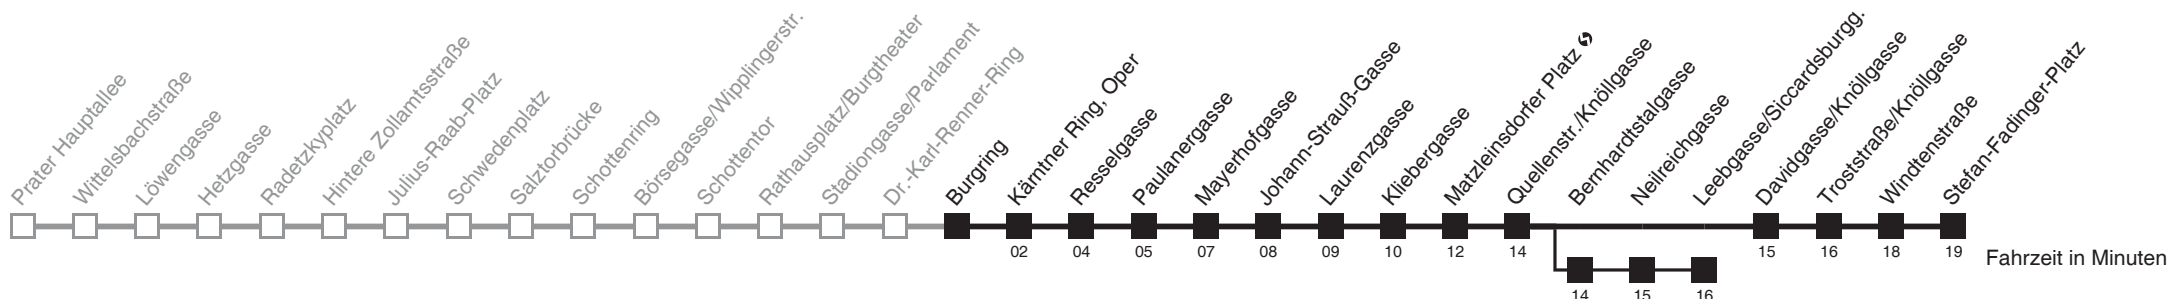 Prater Hauptallee
Wittelsbachstraße
Löwengasse
Hetzgasse
Radetzkyplatz
Hintere Zollamtsstraße
Julius-Raab-Platz
Schwedenplatz
Salztorbrücke
Schottenring
Börsegasse/Wipplingerstr.
Schottentor
Rathausplatz/Burgtheater
Stadiongasse/Parlament
Dr.-Karl-Renner-Ring
Burgring
Kärntner Ring, Oper
Resselgasse
Paulanergasse
Mayerhofgasse
Johann-Strauß-Gasse
Laurenzgasse
Kliebergasse
Matzleinsdorfer Platz
Quellenstr./Knöllgasse
Bernhardtstalgasse
Neilreichgasse
Leebgasse/Siccardsburgg.
Davidgasse/Knöllgasse
Troststraße/Knöllgasse
Windtenstraße
Stefan-Fadinger-Platz
02 04 05 07 08 09 10 12 14 15 16 18 19
Fahrzeit in Minuten
14 15 16